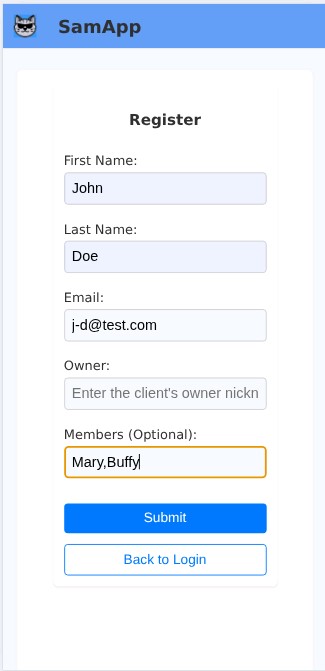 SamApp
Register
First Name:
John
Last Name:
Doe
Email:
j-d@test.com
Owner:
Enter the client's owner nickn
Members (Optional):
Mary,Buffy
Submit
Back to Login